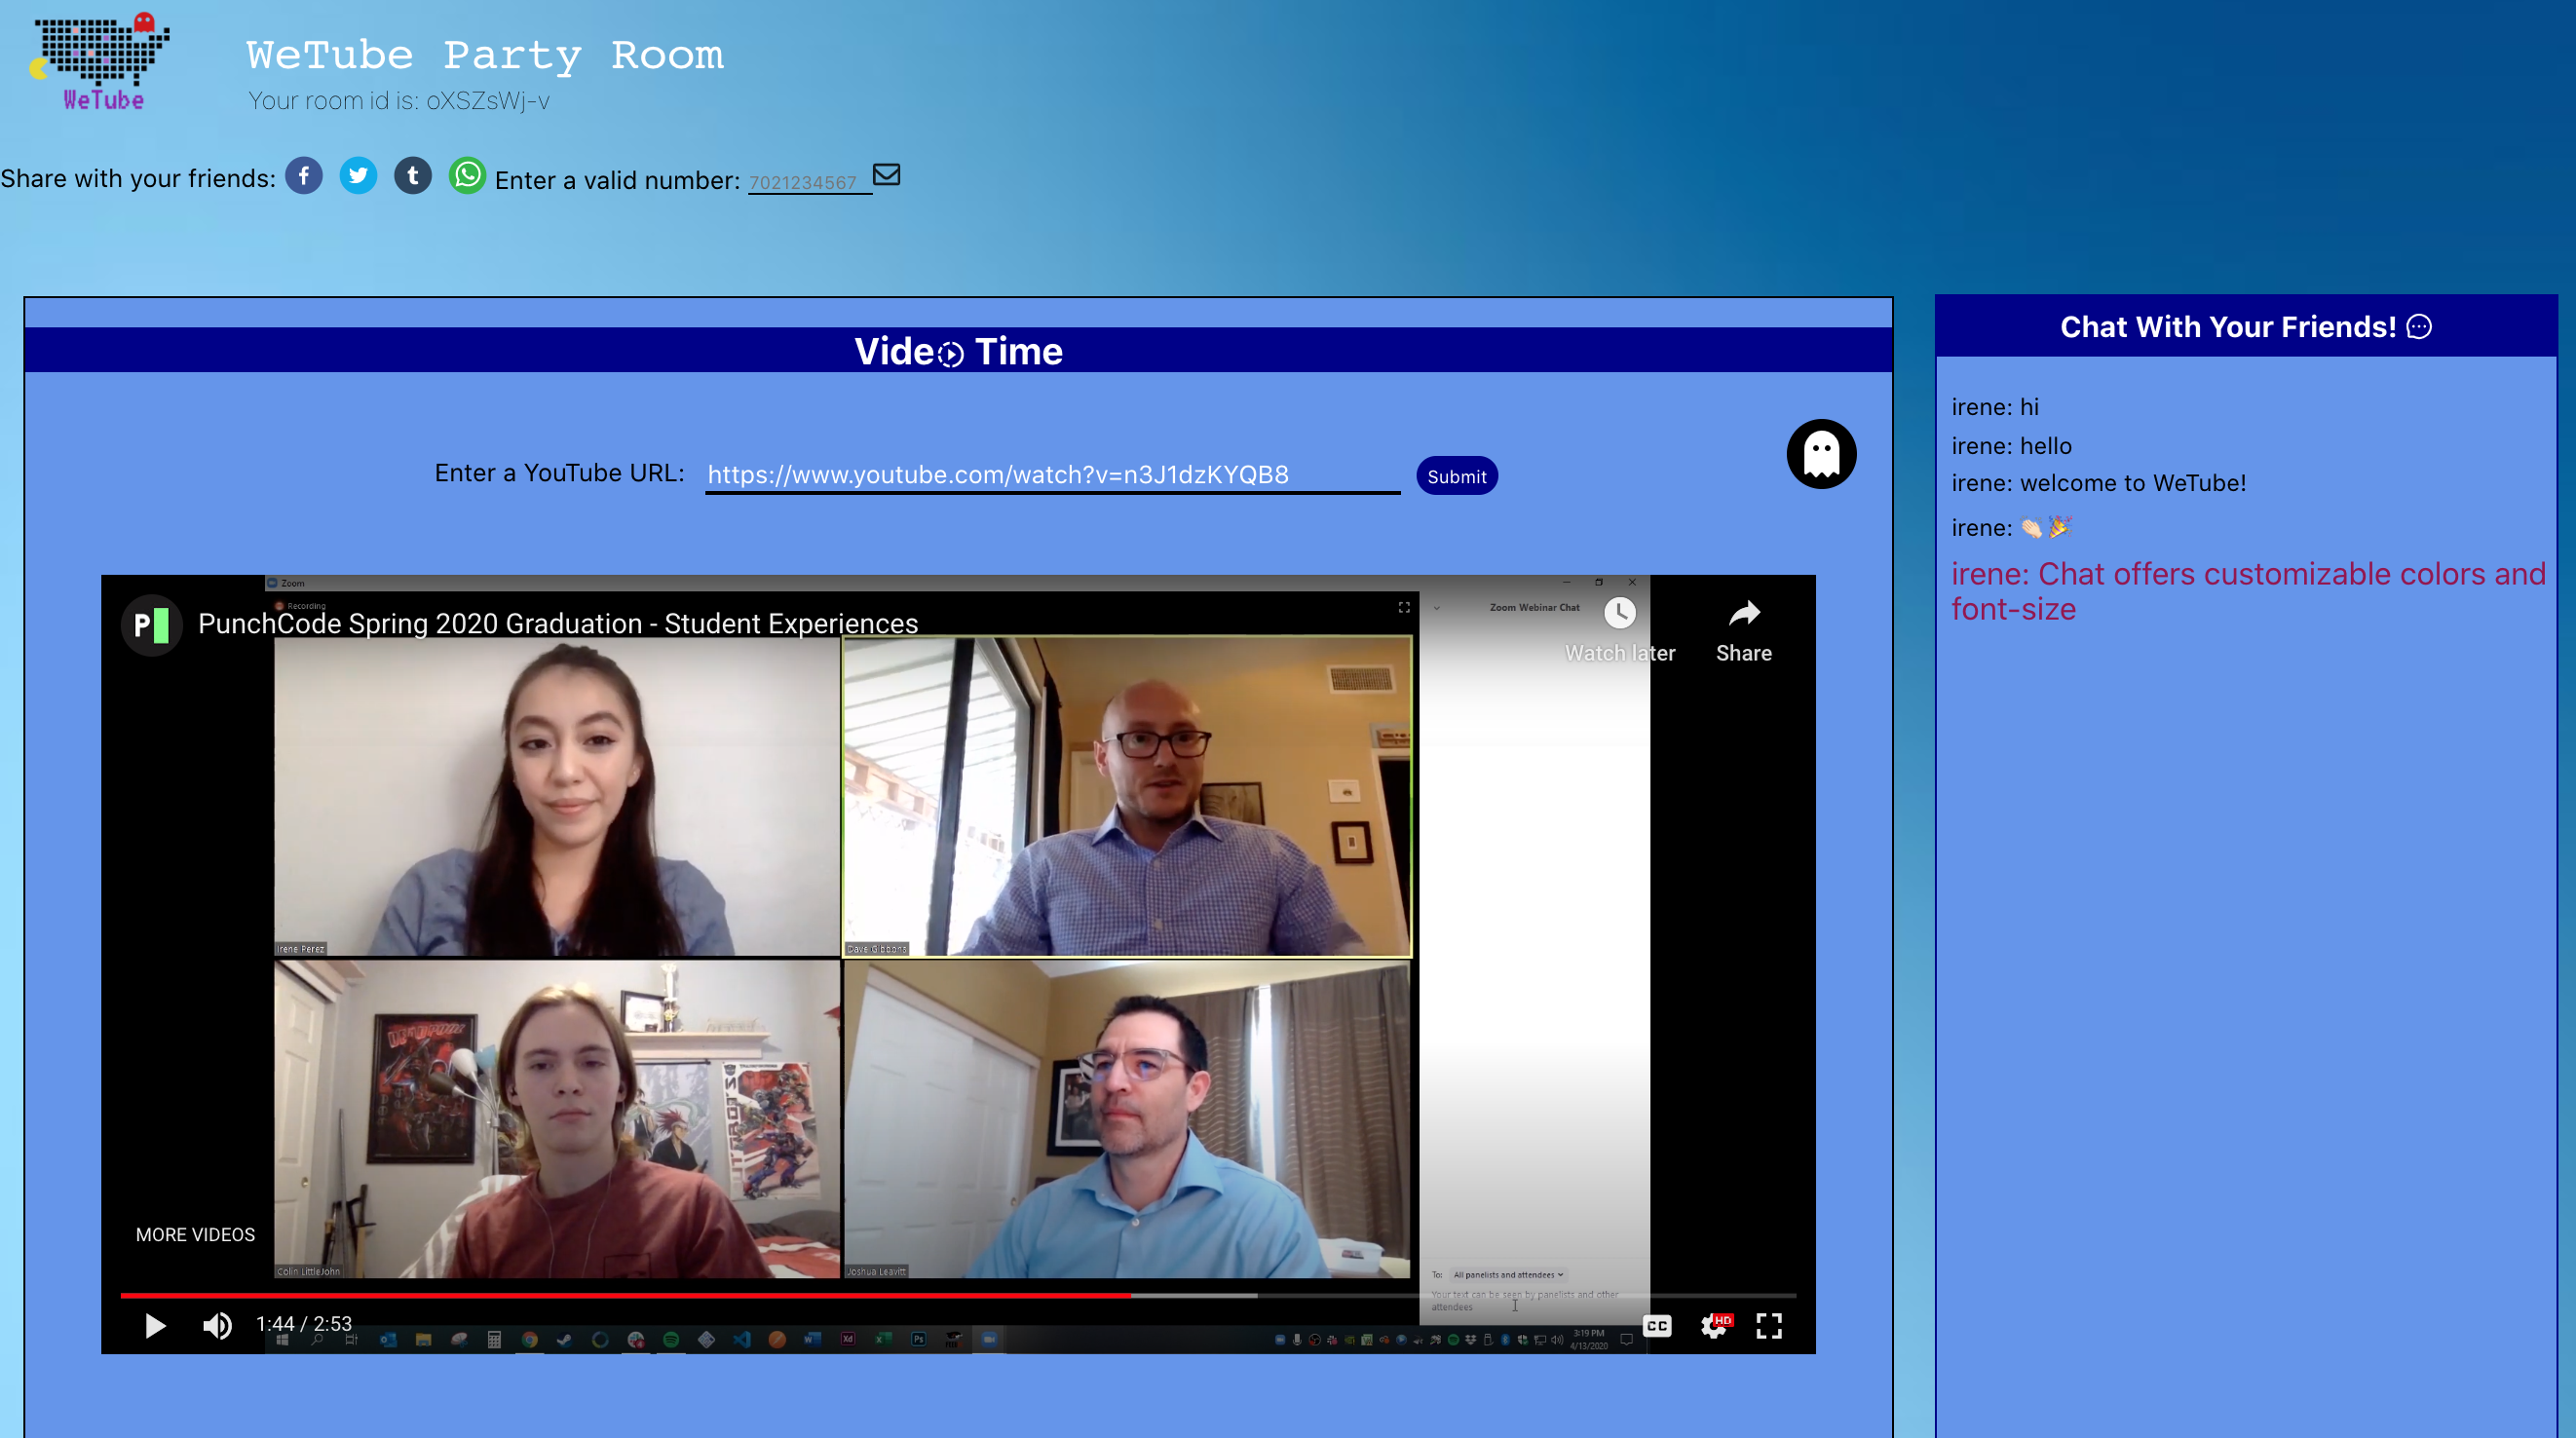 WeTube
WeTube Party Room
Your room id is: oXSZsWj-v
Share with your friends:
Enter a valid number: 7021234567
Vide Time
Enter a YouTube URL: https://www.youtube.com/watch?v=n3J1dzKYQB8 Submit
Zoom
Recording
PunchCode Spring 2020 Graduation - Student Experiences
Zoom Webinar Chat
Watch later
Share
Irene Perez
Dave Gibbons
Colin LittleJohn
Joshua Leavitt
MORE VIDEOS
To: All panelists and attendees
Your text can be seen by panelists and other
attendees
1:44 / 2:53
CC
HD
3:19 PM
4/13/2020
Chat With Your Friends!
irene: hi
irene: hello
irene: welcome to WeTube!
irene: 👏🏻🎉
irene: Chat offers customizable colors and
font-size